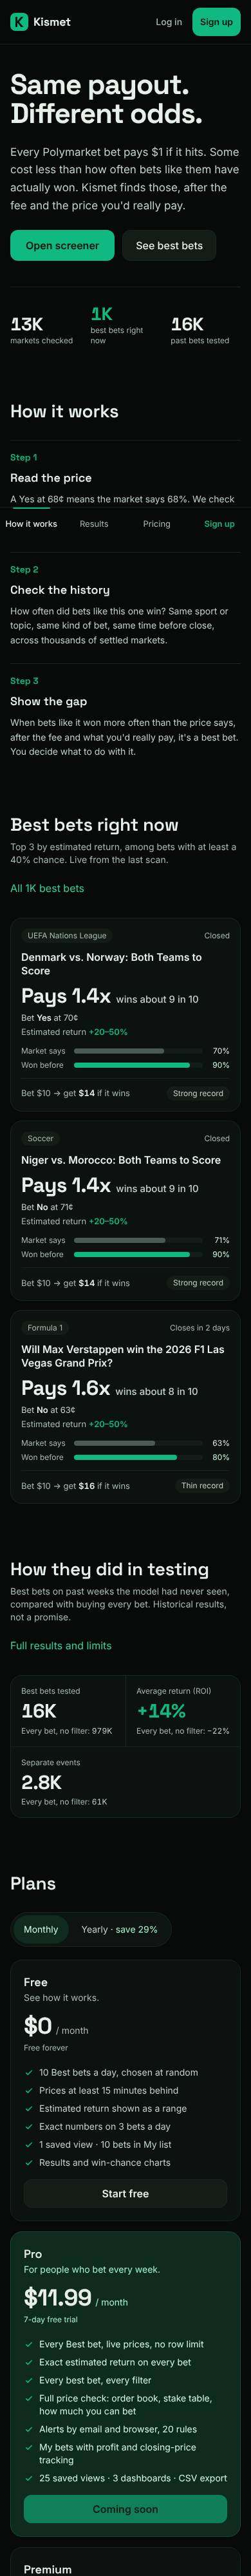 K Kismet
Log in
Sign up
Same payout.
Different odds.
Every Polymarket bet pays $1 if it hits. Some
cost less than how often bets like them have
actually won. Kismet finds those, after the
fee and the price you'd really pay.
Open screener
See best bets
13K
markets checked
1K
best bets right
now
16K
past bets tested
How it works
Step 1
Read the price
A Yes at 68¢ means the market says 68%. We check
How it works
Results
Pricing
Sign up
Step 2
Check the history
How often did bets like this one win? Same sport or
topic, same kind of bet, same time before close,
across thousands of settled markets.
Step 3
Show the gap
When bets like it won more often than the price says,
after the fee and what you'd really pay, it's a best bet.
You decide what to do with it.
Best bets right now
Top 3 by estimated return, among bets with at least a
40% chance. Live from the last scan.
All 1K best bets
UEFA Nations League
Closed
Denmark vs. Norway: Both Teams to
Score
Pays 1.4x wins about 9 in 10
Bet Yes at 70¢
Estimated return +20–50%
Market says 70%
Won before 90%
Bet $10 → get $14 if it wins
Strong record
Soccer
Closed
Niger vs. Morocco: Both Teams to Score
Pays 1.4x wins about 9 in 10
Bet No at 71¢
Estimated return +20–50%
Market says 71%
Won before 90%
Bet $10 → get $14 if it wins
Strong record
Formula 1
Closes in 2 days
Will Max Verstappen win the 2026 F1 Las
Vegas Grand Prix?
Pays 1.6x wins about 8 in 10
Bet No at 63¢
Estimated return +20–50%
Market says 63%
Won before 80%
Bet $10 → get $16 if it wins
Thin record
How they did in testing
Best bets on past weeks the model had never seen,
compared with buying every bet. Historical results,
not a promise.
Full results and limits
Best bets tested
16K
Every bet, no filter: 979K
Average return (ROI)
+14%
Every bet, no filter: −22%
Separate events
2.8K
Every bet, no filter: 61K
Plans
Monthly
Yearly · save 29%
Free
See how it works.
$0 / month
Free forever
✓ 10 Best bets a day, chosen at random
✓ Prices at least 15 minutes behind
✓ Estimated return shown as a range
✓ Exact numbers on 3 bets a day
✓ 1 saved view · 10 bets in My list
✓ Results and win-chance charts
Start free
Pro
For people who bet every week.
$11.99 / month
7-day free trial
✓ Every Best bet, live prices, no row limit
✓ Exact estimated return on every bet
✓ Every best bet, every filter
✓ Full price check: order book, stake table,
how much you can bet
✓ Alerts by email and browser, 20 rules
✓ My bets with profit and closing-price
tracking
✓ 25 saved views · 3 dashboards · CSV export
Coming soon
Premium